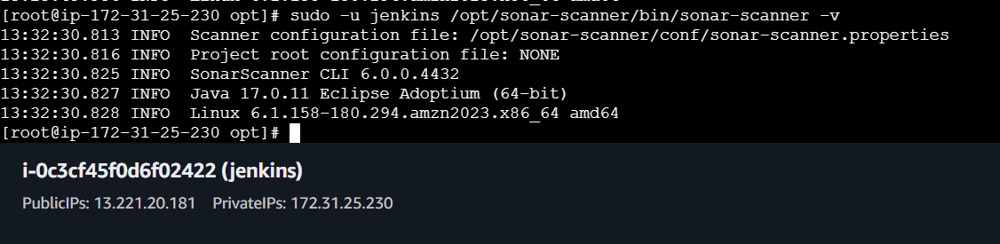 [root@ip-172-31-25-230 opt]# sudo -u jenkins /opt/sonar-scanner/bin/sonar-scanner -v
13:32:30.813 INFO  Scanner configuration file: /opt/sonar-scanner/conf/sonar-scanner.properties
13:32:30.816 INFO  Project root configuration file: NONE
13:32:30.825 INFO  SonarScanner CLI 6.0.0.4432
13:32:30.827 INFO  Java 17.0.11 Eclipse Adoptium (64-bit)
13:32:30.828 INFO  Linux 6.1.158-180.294.amzn2023.x86_64 amd64
[root@ip-172-31-25-230 opt]#
i-0c3cf45f0d6f02422 (jenkins)
PublicIPs: 13.221.20.181 PrivateIPs: 172.31.25.230